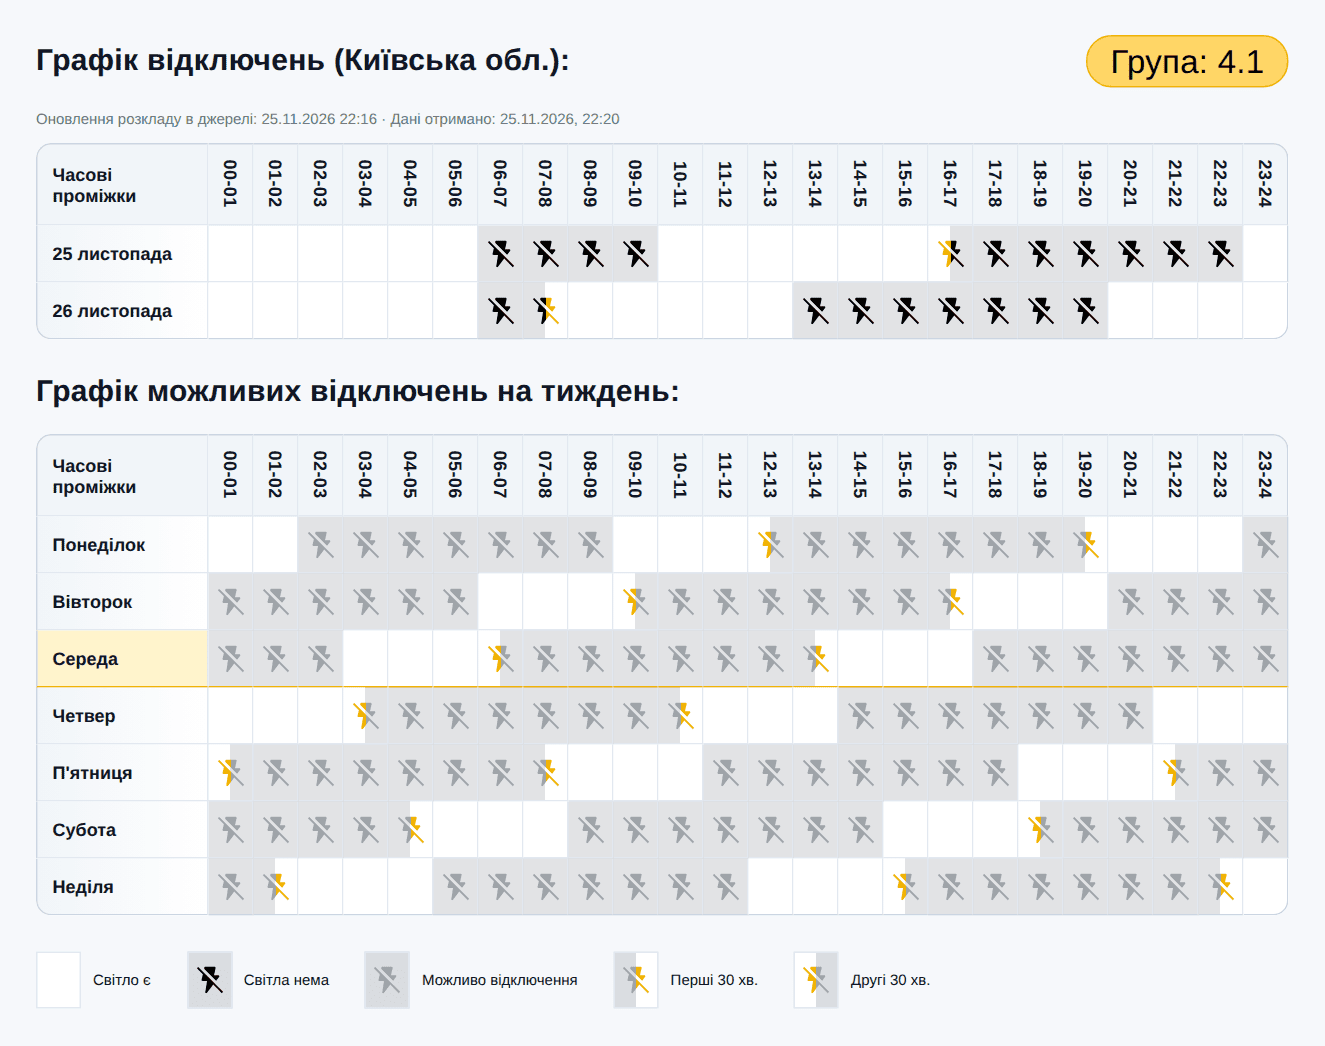 Графік відключень (Київська обл.):
Група: 4.1
Оновлення розкладу в джерелі: 25.11.2026 22:16 · Дані отримано: 25.11.2026, 22:20
Часові проміжки 00-01 01-02 02-03 03-04 04-05 05-06 06-07 07-08 08-09 09-10 10-11 11-12 12-13 13-14 14-15 15-16 16-17 17-18 18-19 19-20 20-21 21-22 22-23 23-24
25 листопада
26 листопада
Графік можливих відключень на тиждень:
Часові проміжки 00-01 01-02 02-03 03-04 04-05 05-06 06-07 07-08 08-09 09-10 10-11 11-12 12-13 13-14 14-15 15-16 16-17 17-18 18-19 19-20 20-21 21-22 22-23 23-24
Понеділок
Вівторок
Середа
Четвер
П'ятниця
Субота
Неділя
Світло є Світла нема Можливо відключення Перші 30 хв. Другі 30 хв.